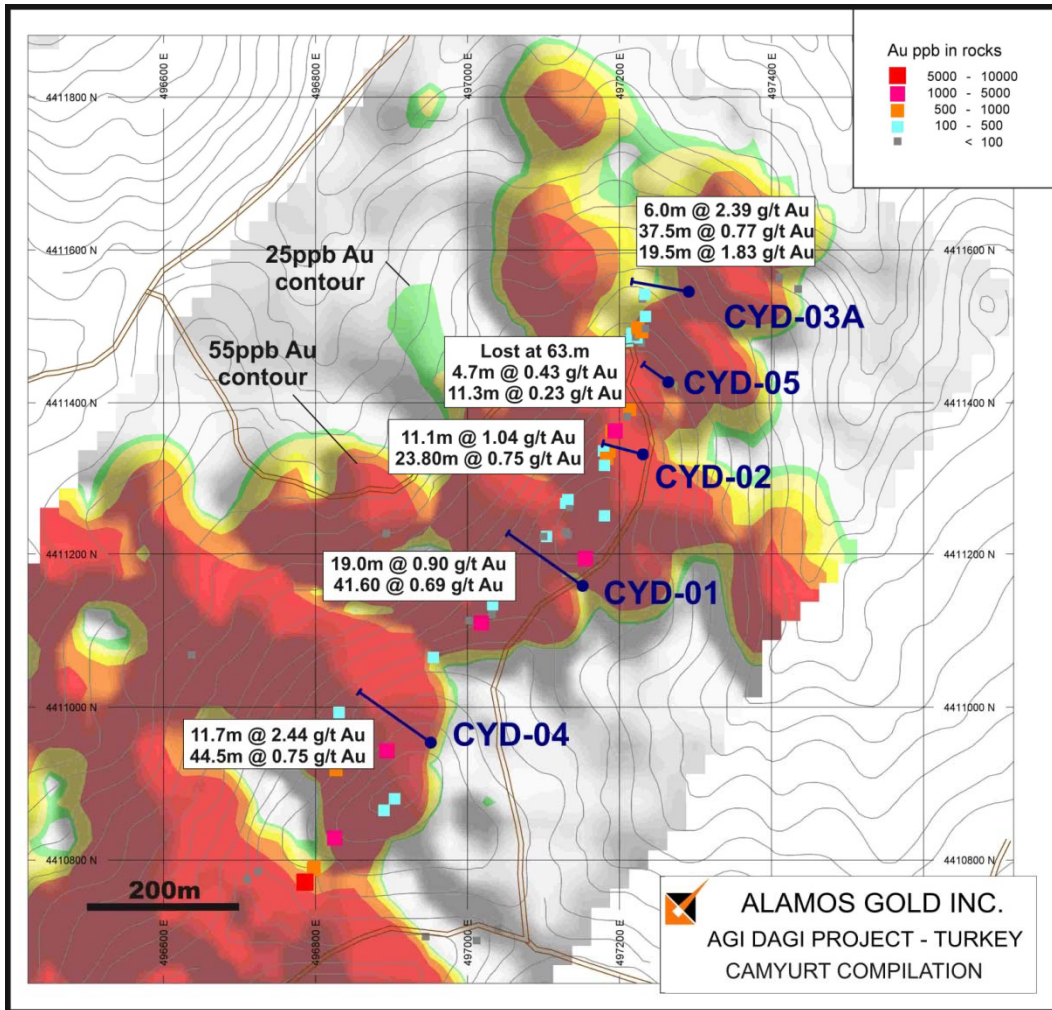 496600 E
496800 E
497000 E
497200 E
497400 E
Au ppb in rocks
5000 - 10000
1000 - 5000
500 - 1000
100 - 500
< 100
4411800 N
4411800 N
25ppb Au
contour
6.0m @ 2.39 g/t Au
37.5m @ 0.77 g/t Au
19.5m @ 1.83 g/t Au
4411600 N
4411600 N
CYD-03A
55ppb Au
contour
Lost at 63.m
4.7m @ 0.43 g/t Au
11.3m @ 0.23 g/t Au
CYD-05
4411400 N
4411400 N
11.1m @ 1.04 g/t Au
23.80m @ 0.75 g/t Au
CYD-02
4411200 N
4411200 N
19.0m @ 0.90 g/t Au
41.60 @ 0.69 g/t Au
CYD-01
4411000 N
4411000 N
11.7m @ 2.44 g/t Au
44.5m @ 0.75 g/t Au
CYD-04
4410800 N
4410800 N
200m
496600 E
496800 E
497000 E
497200 E
ALAMOS GOLD INC.
AGI DAGI PROJECT - TURKEY
CAMYURT COMPILATION